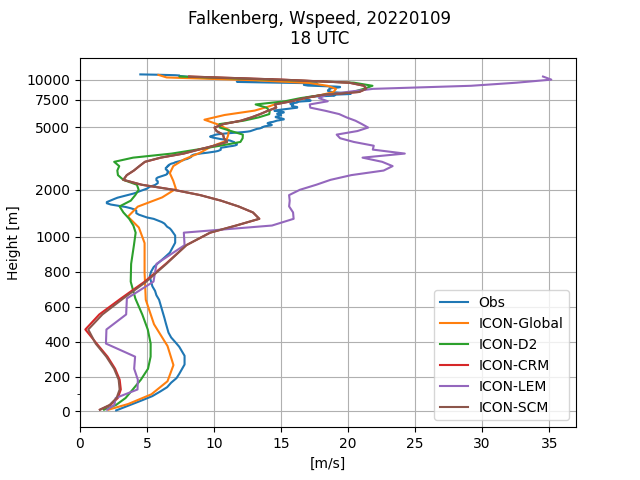 Falkenberg, Wspeed, 20220109
18 UTC
Height [m]
10000
7500
5000
2000
1000
800
600
400
200
0
0 5 10 15 20 25 30 35
[m/s]
Obs
ICON-Global
ICON-D2
ICON-CRM
ICON-LEM
ICON-SCM